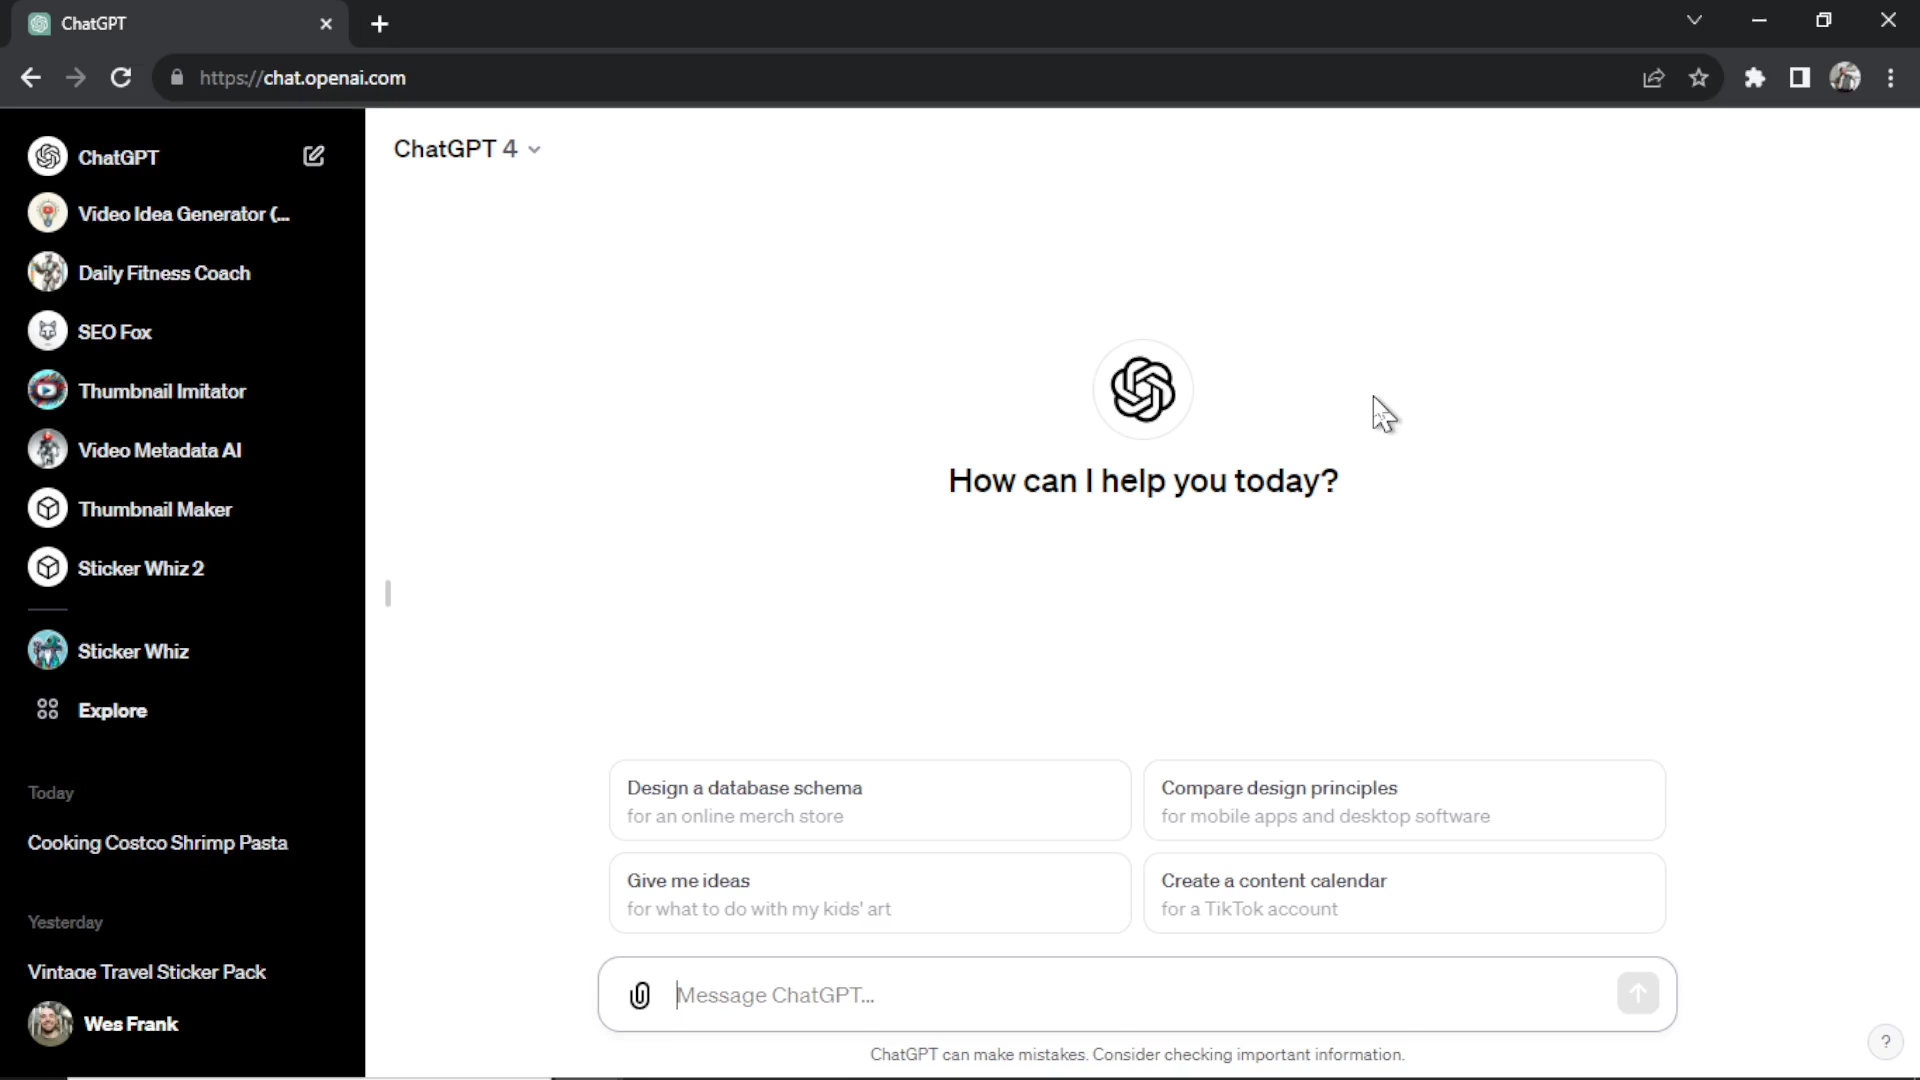 ChatGPT
https://chat.openai.com
ChatGPT
Video Idea Generator (...
Daily Fitness Coach
SEO Fox
Thumbnail Imitator
Video Metadata AI
Thumbnail Maker
Sticker Whiz 2
Sticker Whiz
Explore
Today
Cooking Costco Shrimp Pasta
Yesterday
Vintage Travel Sticker Pack
Wes Frank
ChatGPT 4
How can I help you today?
Design a database schema
for an online merch store
Compare design principles
for mobile apps and desktop software
Give me ideas
for what to do with my kids' art
Create a content calendar
for a TikTok account
Message ChatGPT...
ChatGPT can make mistakes. Consider checking important information.
?